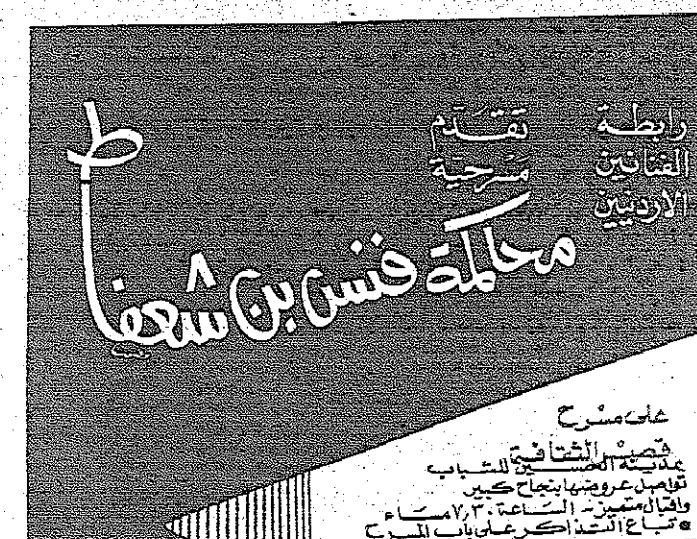 رابطة
الفنانين
الاردنيين
تقدم
مسرحية
محاكمة فنس بن شعفاط
على مسرح
قصر الثقافة
بمدينة الحسين للشباب
تواصل عروضها بنجاح كبير
واقبال متميز الساعة ٧,٣٠ مساء
• تباع التذاكر على باب المسرح